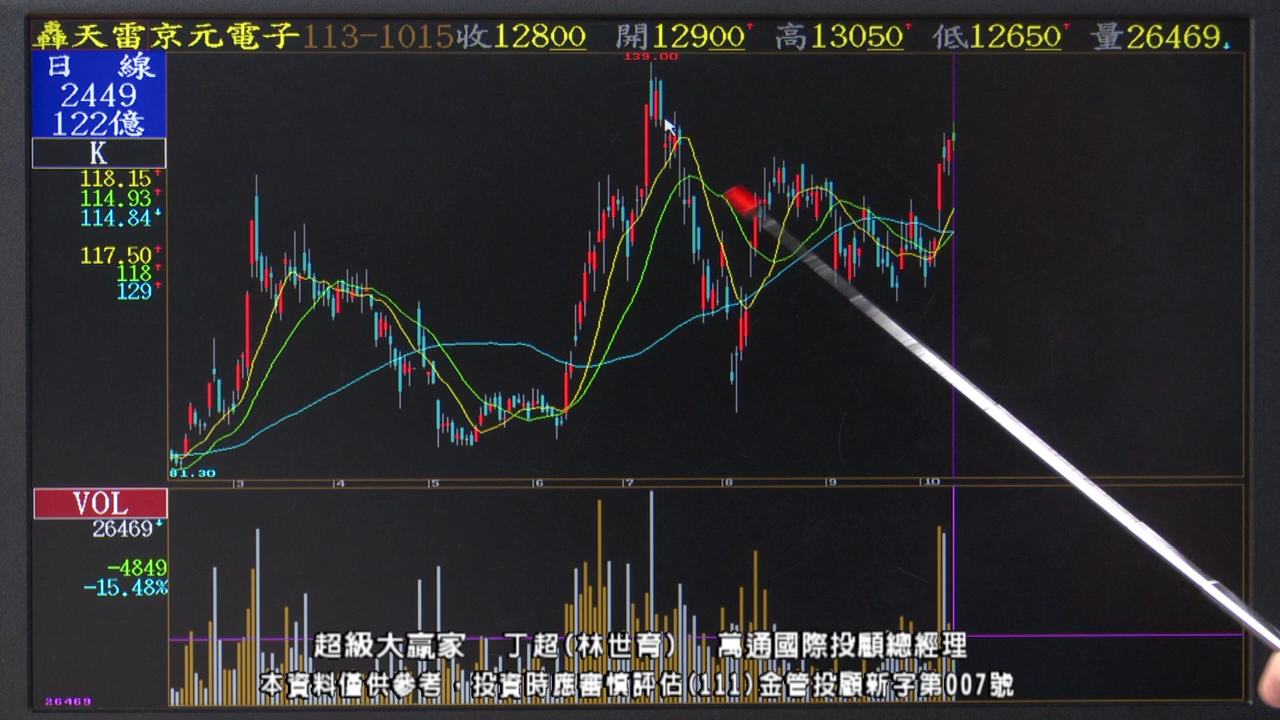 轟天雷京元電子113-1015收12800 開12900↑ 高13050↑ 低12650↑ 量26469↓
日 線
2449
122億
K
118.15↑
114.93↑
114.84↓
117.50↑
118↑
129↑
139.00
81.30
3 4 5 6 7 8 9 10
VOL
26469↓
-4849
-15.48%
26469
超級大贏家 丁超(林世育) 萬通國際投顧總經理
本資料僅供參考，投資時應審慎評估(111)金管投顧新字第007號